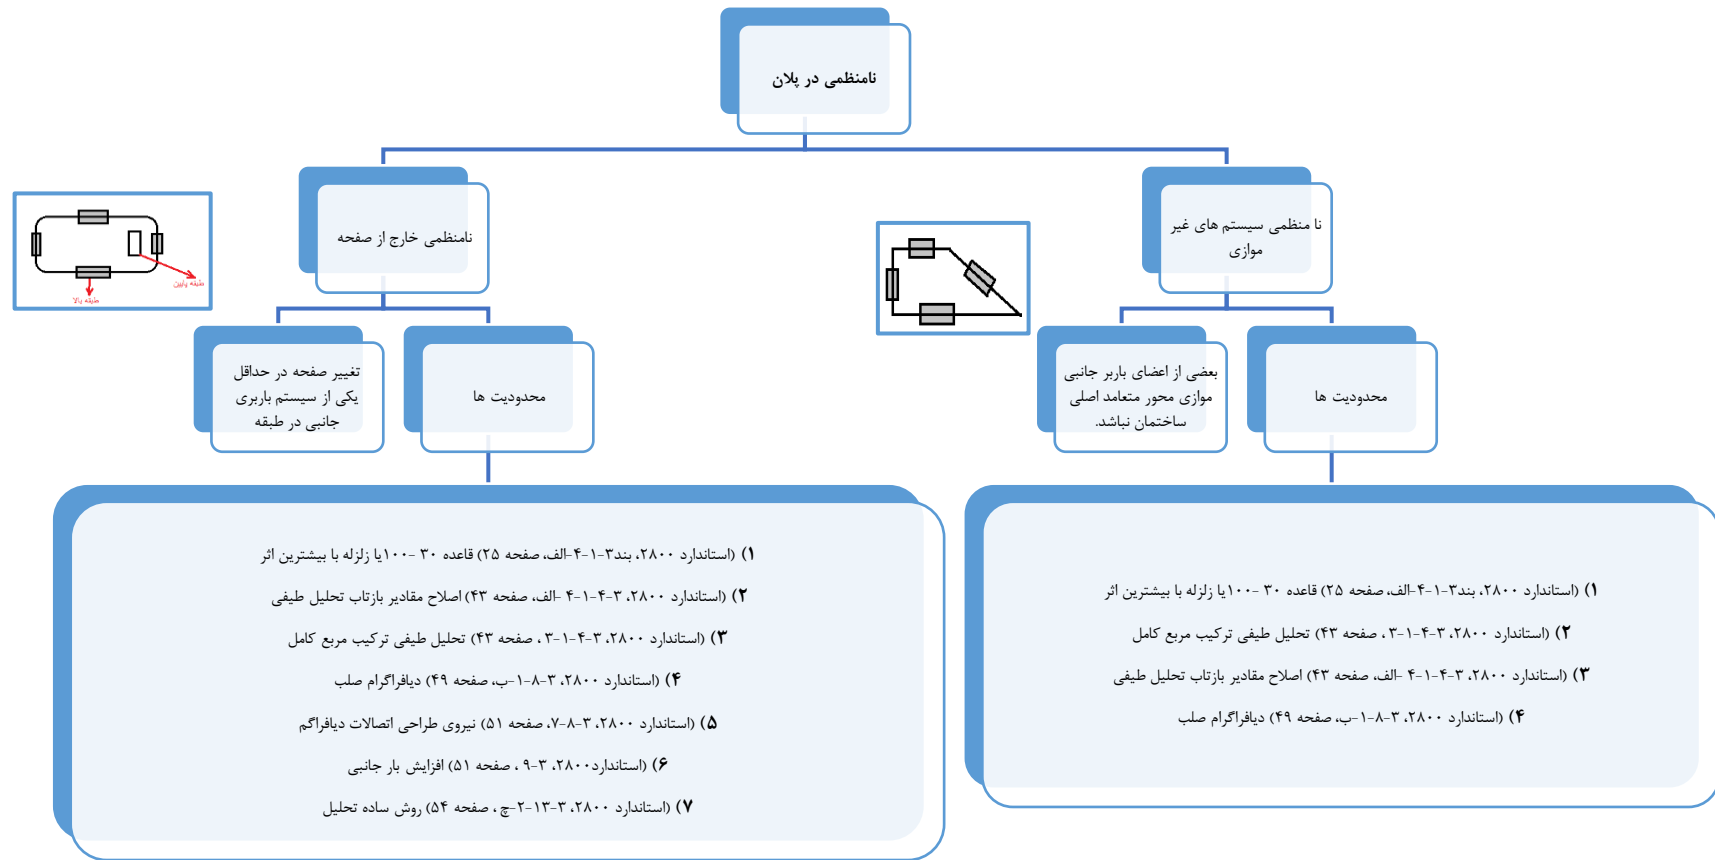 نامنظمی در پلان
نا منظمی سیستم های غیر
موازی
بعضی از اعضای باربر جانبی
موازی محور متعامد اصلی
ساختمان نباشد.
محدودیت ها
۱) (استاندارد ۲۸۰۰، بند۳-۱-۴-الف، صفحه ۲۵) قاعده ۳۰ -۱۰۰یا زلزله با بیشترین اثر
۲) (استاندارد ۲۸۰۰، ۳-۴-۱-۳ ، صفحه ۴۳) تحلیل طیفی ترکیب مربع کامل
۳) (استاندارد ۲۸۰۰، ۳-۴-۱-۴ -الف، صفحه ۴۳) اصلاح مقادیر بازتاب تحلیل طیفی
۴) (استاندارد ۲۸۰۰، ۳-۸-۱-ب، صفحه ۴۹) دیافراگرام صلب
نامنظمی خارج از صفحه
طبقه پایین
طبقه بالا
تغییر صفحه در حداقل
یکی از سیستم باربری
جانبی در طبقه
محدودیت ها
۱) (استاندارد ۲۸۰۰، بند۳-۱-۴-الف، صفحه ۲۵) قاعده ۳۰ -۱۰۰یا زلزله با بیشترین اثر
۲) (استاندارد ۲۸۰۰، ۳-۴-۱-۴ -الف، صفحه ۴۳) اصلاح مقادیر بازتاب تحلیل طیفی
۳) (استاندارد ۲۸۰۰، ۳-۴-۱-۳ ، صفحه ۴۳) تحلیل طیفی ترکیب مربع کامل
۴) (استاندارد ۲۸۰۰، ۳-۸-۱-ب، صفحه ۴۹) دیافراگرام صلب
۵) (استاندارد ۲۸۰۰، ۳-۸-۷، صفحه ۵۱) نیروی طراحی اتصالات دیافراگم
۶) (استاندارد۲۸۰۰، ۳-۹ ، صفحه ۵۱) افزایش بار جانبی
۷) (استاندارد ۲۸۰۰، ۳-۱۳-۲-چ ، صفحه ۵۴) روش ساده تحلیل